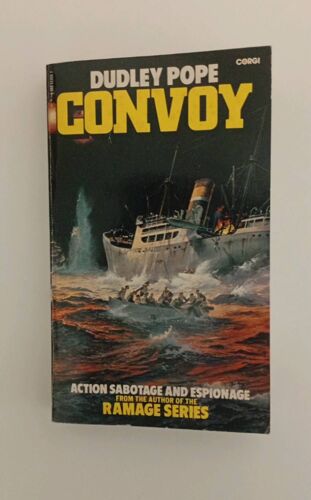 DUDLEY POPE
CORGI
CONVOY
ACTION SABOTAGE AND ESPIONAGE
FROM THE AUTHOR OF THE
RAMAGE SERIES